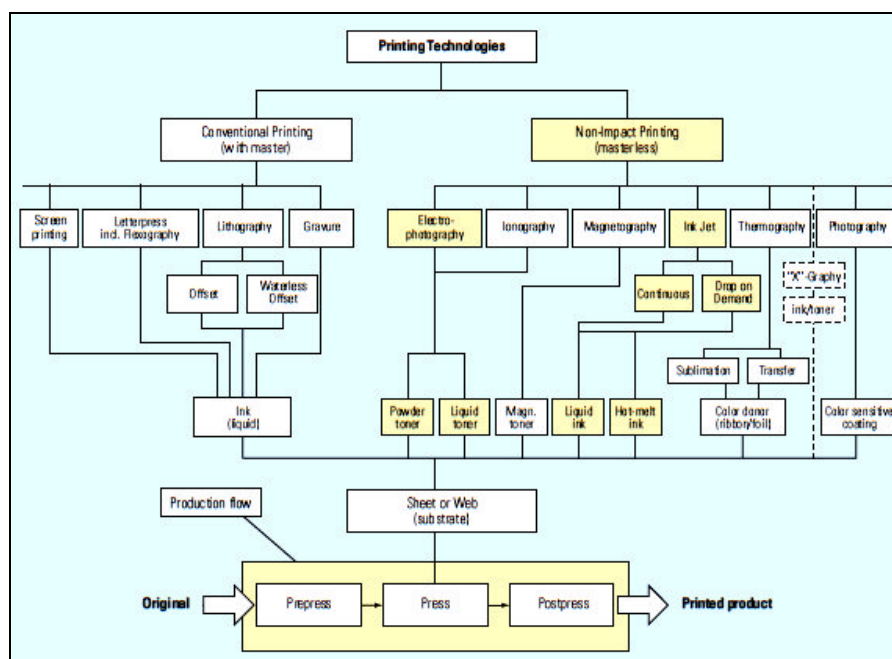 Printing Technologies
Conventional Printing
(with master)
Non-Impact Printing
(masterless)
Screen
printing
Letterpress
incl. Flexography
Lithography
Gravure
Electro-
photography
Ionography
Magnetography
Ink Jet
Thermography
Photography
"X"-Graphy
ink/toner
Offset
Waterless
Offset
Continuous
Drop on
Demand
Sublimation
Transfer
Ink
(liquid)
Powder
toner
Liquid
toner
Magn.
toner
Liquid
ink
Hot-melt
ink
Color donor
(ribbon/foil)
Color sensitive
coating
Production flow
Sheet or Web
(substrate)
Original
Prepress
Press
Postpress
Printed product